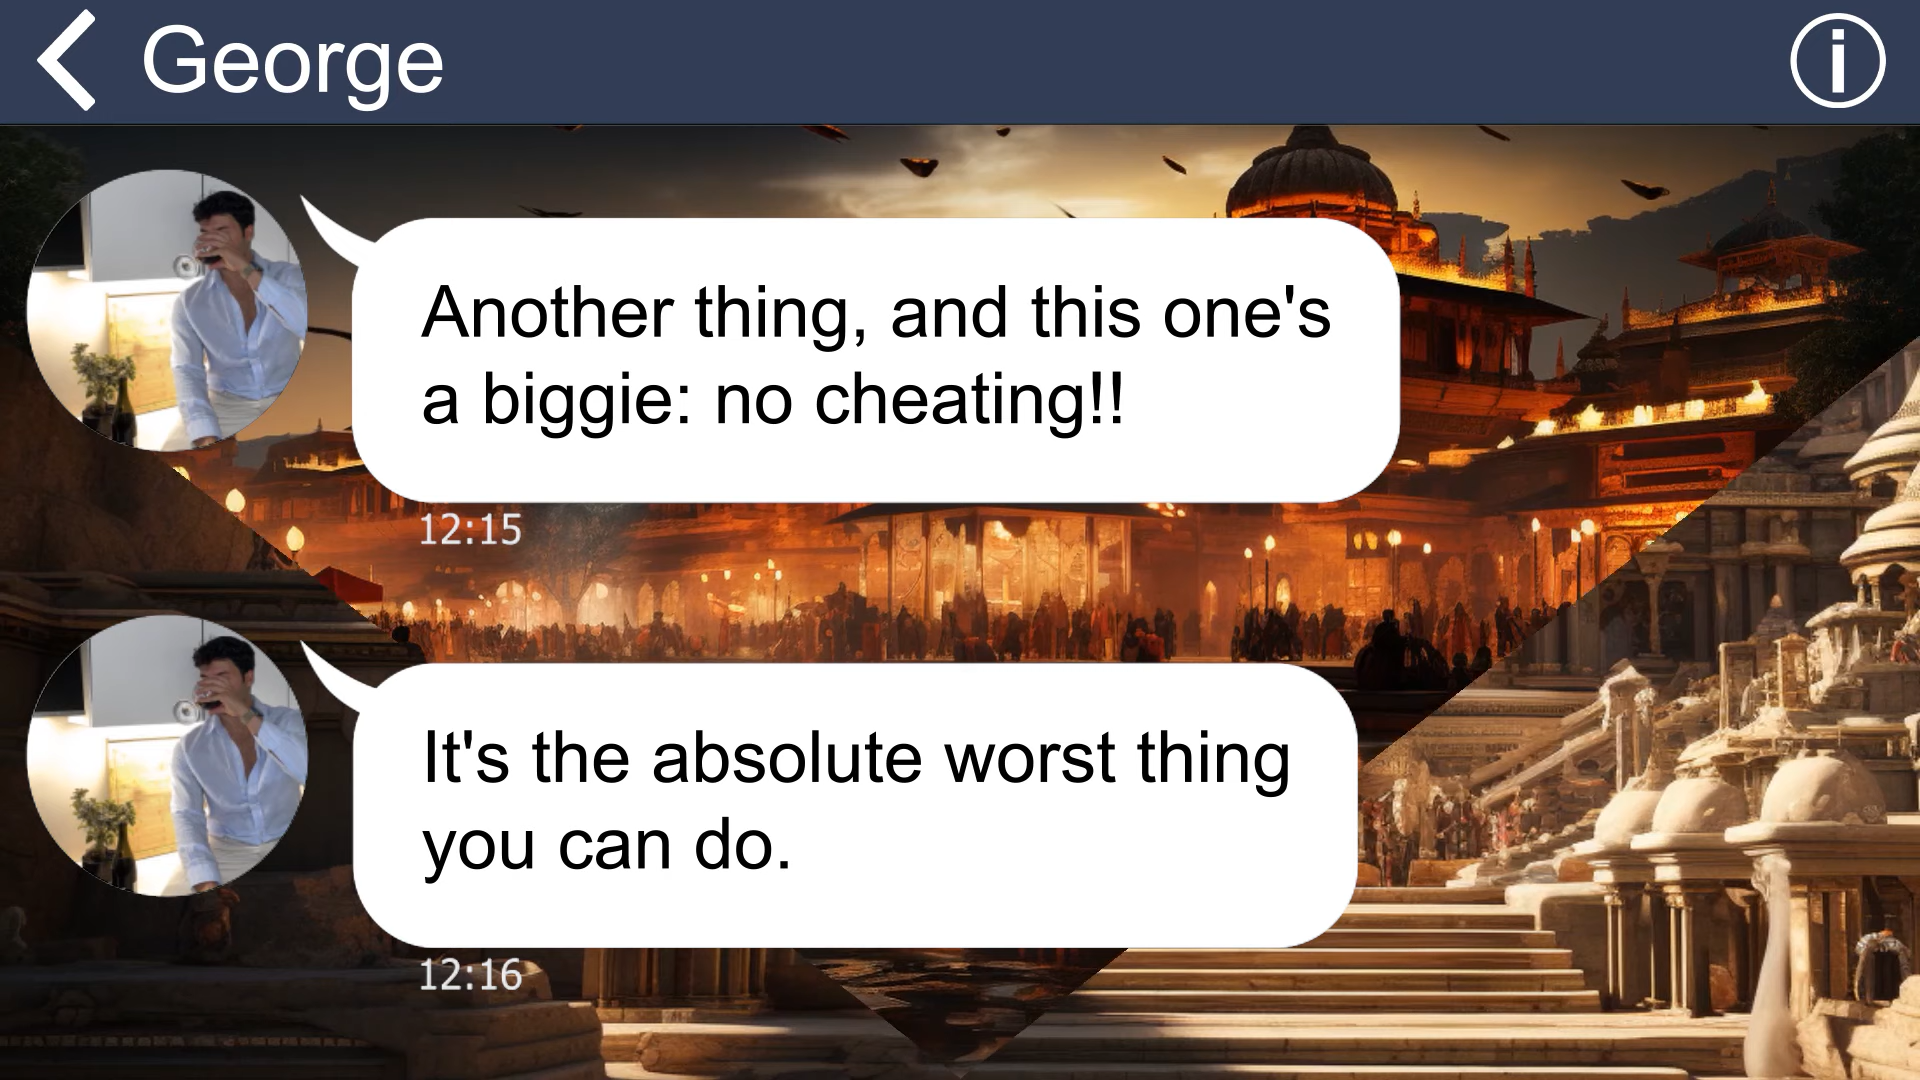 George
Another thing, and this one's
a biggie: no cheating!!
12:15
It's the absolute worst thing
you can do.
12:16